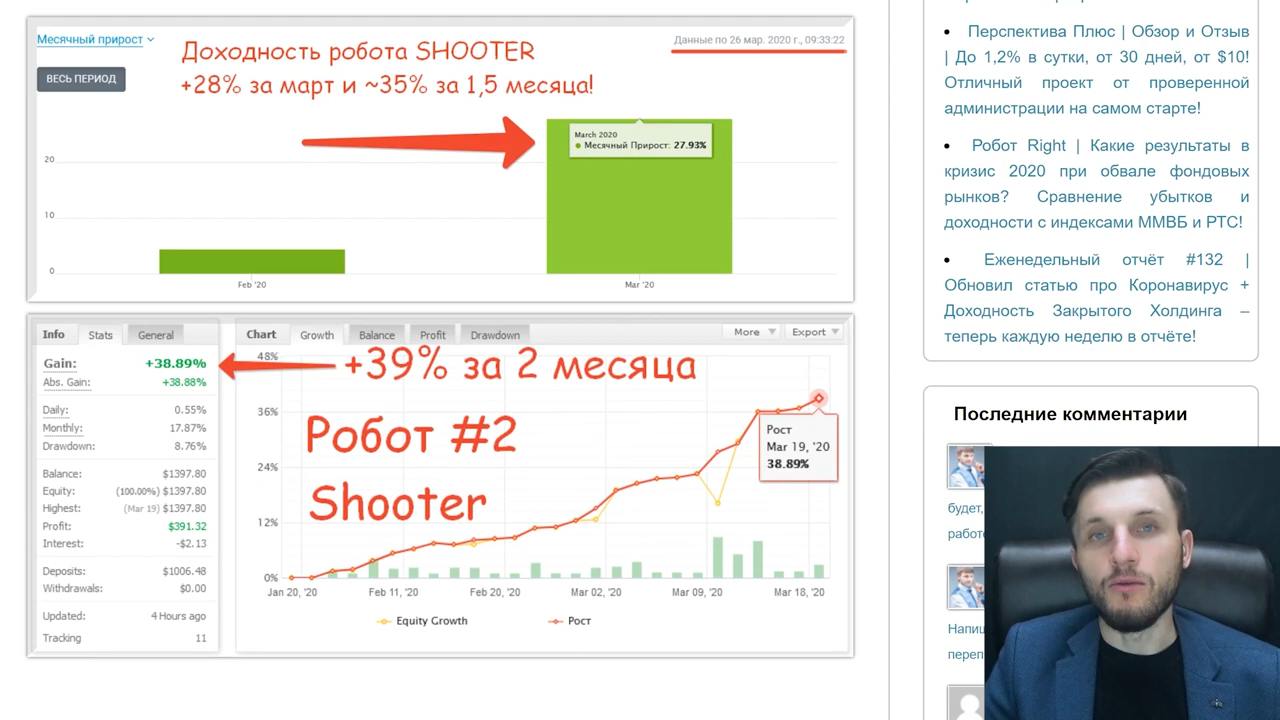 Месячный прирост
Данные по 26 мар. 2020 г., 09:33:22
Доходность робота SHOOTER
+28% за март и ~35% за 1,5 месяца!
ВЕСЬ ПЕРИОД
March 2020
Месячный Прирост: 27.93%
20
10
0
Feb '20
Mar '20
Info
Stats
General
Gain: +38.89%
Abs. Gain: +38.88%
Daily: 0.55%
Monthly: 17.87%
Drawdown: 8.76%
Balance: $1397.80
Equity: (100.00%) $1397.80
Highest: (Mar 19) $1397.80
Profit: $391.32
Interest: -$2.13
Deposits: $1006.48
Withdrawals: $0.00
Updated: 4 Hours ago
Tracking 11
Chart
Growth
Balance
Profit
Drawdown
More
Export
+39% за 2 месяца
Робот #2
Shooter
48%
36%
24%
12%
0%
Рост
Mar 19, '20
38.89%
Jan 20, '20
Feb 11, '20
Feb 20, '20
Mar 02, '20
Mar 09, '20
Mar 18, '20
Equity Growth
Рост
Перспектива Плюс | Обзор и Отзыв
| До 1,2% в сутки, от 30 дней, от $10!
Отличный проект от проверенной
администрации на самом старте!
Робот Right | Какие результаты в
кризис 2020 при обвале фондовых
рынков? Сравнение убытков и
доходности с индексами ММВБ и РТС!
Еженедельный отчёт #132 |
Обновил статью про Коронавирус +
Доходность Закрытого Холдинга –
теперь каждую неделю в отчёте!
Последние комментарии
будет,